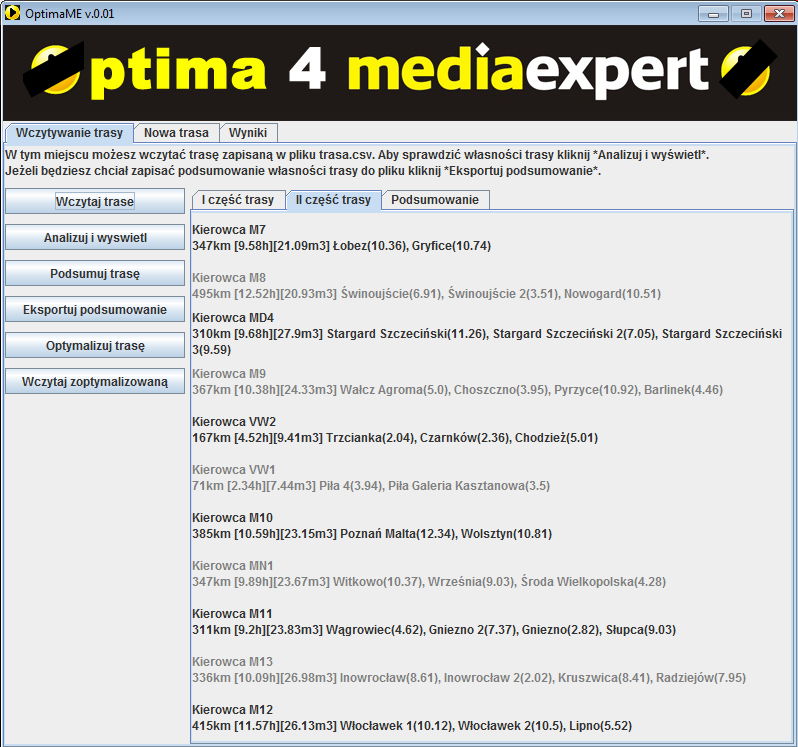 OptimaME v.0.01
ptima 4 mediaexpert
Wczytywanie trasy Nowa trasa Wyniki
W tym miejscu możesz wczytać trasę zapisaną w pliku trasa.csv. Aby sprawdzić własności trasy kliknij *Analizuj i wyświetl*.
Jeżeli będziesz chciał zapisać podsumowanie własności trasy do pliku kliknij *Eksportuj podsumowanie*.
Wczytaj trase
Analizuj i wyswietl
Podsumuj trasę
Eksportuj podsumowanie
Optymalizuj trasę
Wczytaj zoptymalizowaną
I część trasy II część trasy Podsumowanie
Kierowca M7
347km [9.58h][21.09m3] Łobez(10.36), Gryfice(10.74)
Kierowca M8
495km [12.52h][20.93m3] Świnoujście(6.91), Świnoujście 2(3.51), Nowogard(10.51)
Kierowca MD4
310km [9.68h][27.9m3] Stargard Szczeciński(11.26), Stargard Szczeciński 2(7.05), Stargard Szczeciński
3(9.59)
Kierowca M9
367km [10.38h][24.33m3] Wałcz Agroma(5.0), Choszczno(3.95), Pyrzyce(10.92), Barlinek(4.46)
Kierowca VW2
167km [4.52h][9.41m3] Trzcianka(2.04), Czarnków(2.36), Chodzież(5.01)
Kierowca VW1
71km [2.34h][7.44m3] Piła 4(3.94), Piła Galeria Kasztanowa(3.5)
Kierowca M10
385km [10.59h][23.15m3] Poznań Malta(12.34), Wolsztyn(10.81)
Kierowca MN1
347km [9.89h][23.67m3] Witkowo(10.37), Września(9.03), Środa Wielkopolska(4.28)
Kierowca M11
311km [9.2h][23.83m3] Wągrowiec(4.62), Gniezno 2(7.37), Gniezno(2.82), Słupca(9.03)
Kierowca M13
336km [10.09h][26.98m3] Inowrocław(8.61), Inowrocław 2(2.02), Kruszwica(8.41), Radziejów(7.95)
Kierowca M12
415km [11.57h][26.13m3] Włocławek 1(10.12), Włocławek 2(10.5), Lipno(5.52)